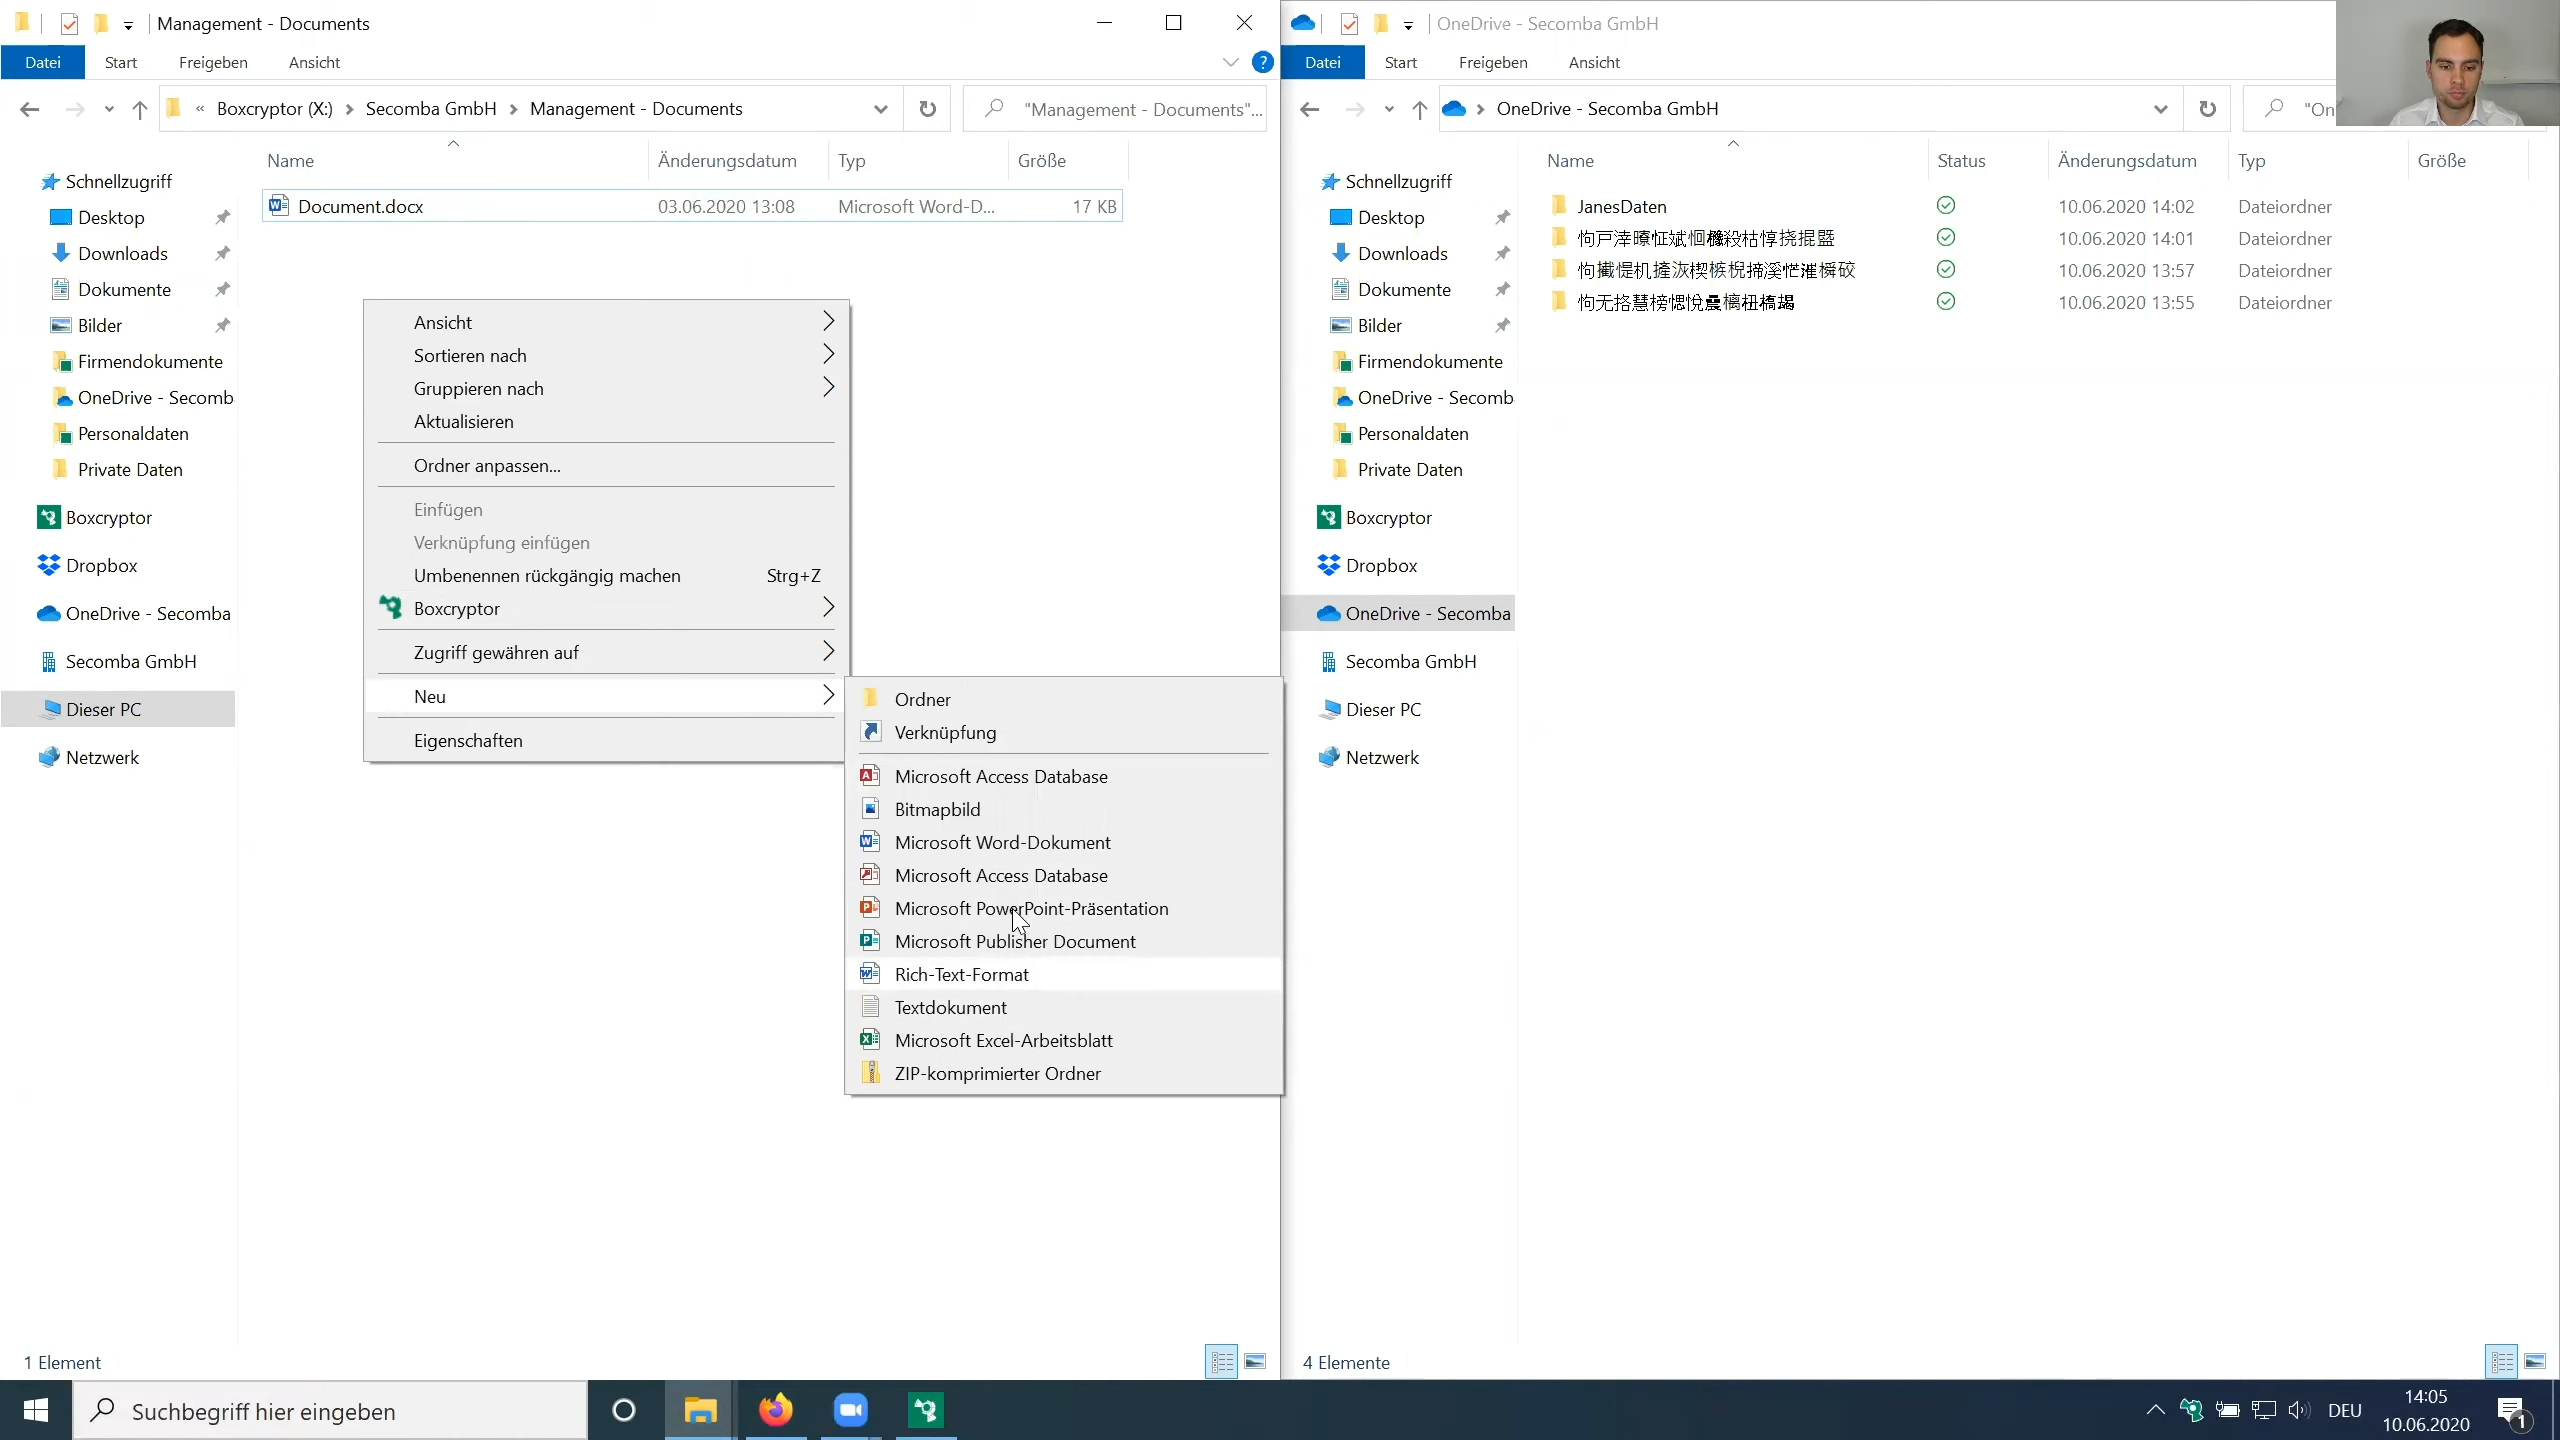 Management - Documents
Datei Start Freigeben Ansicht
« Boxcryptor (X:) Secomba GmbH Management - Documents "Management - Documents"...
Name Änderungsdatum Typ Größe
Document.docx 03.06.2020 13:08 Microsoft Word-D... 17 KB
Schnellzugriff
Desktop
Downloads
Dokumente
Bilder
Firmendokumente
OneDrive - Secomb
Personaldaten
Private Daten
Boxcryptor
Dropbox
OneDrive - Secomba
Secomba GmbH
Dieser PC
Netzwerk
Ansicht
Sortieren nach
Gruppieren nach
Aktualisieren
Ordner anpassen...
Einfügen
Verknüpfung einfügen
Umbenennen rückgängig machen Strg+Z
Boxcryptor
Zugriff gewähren auf
Neu
Eigenschaften
Ordner
Verknüpfung
Microsoft Access Database
Bitmapbild
Microsoft Word-Dokument
Microsoft Access Database
Microsoft PowerPoint-Präsentation
Microsoft Publisher Document
Rich-Text-Format
Textdokument
Microsoft Excel-Arbeitsblatt
ZIP-komprimierter Ordner
1 Element
OneDrive - Secomba GmbH
Datei Start Freigeben Ansicht
OneDrive - Secomba GmbH "On
Name Status Änderungsdatum Typ Größe
JanesDaten 10.06.2020 14:02 Dateiordner
10.06.2020 14:01 Dateiordner
10.06.2020 13:57 Dateiordner
10.06.2020 13:55 Dateiordner
Schnellzugriff
Desktop
Downloads
Dokumente
Bilder
Firmendokumente
OneDrive - Secomb
Personaldaten
Private Daten
Boxcryptor
Dropbox
OneDrive - Secomba
Secomba GmbH
Dieser PC
Netzwerk
4 Elemente
Suchbegriff hier eingeben
DEU
14:05
10.06.2020
1